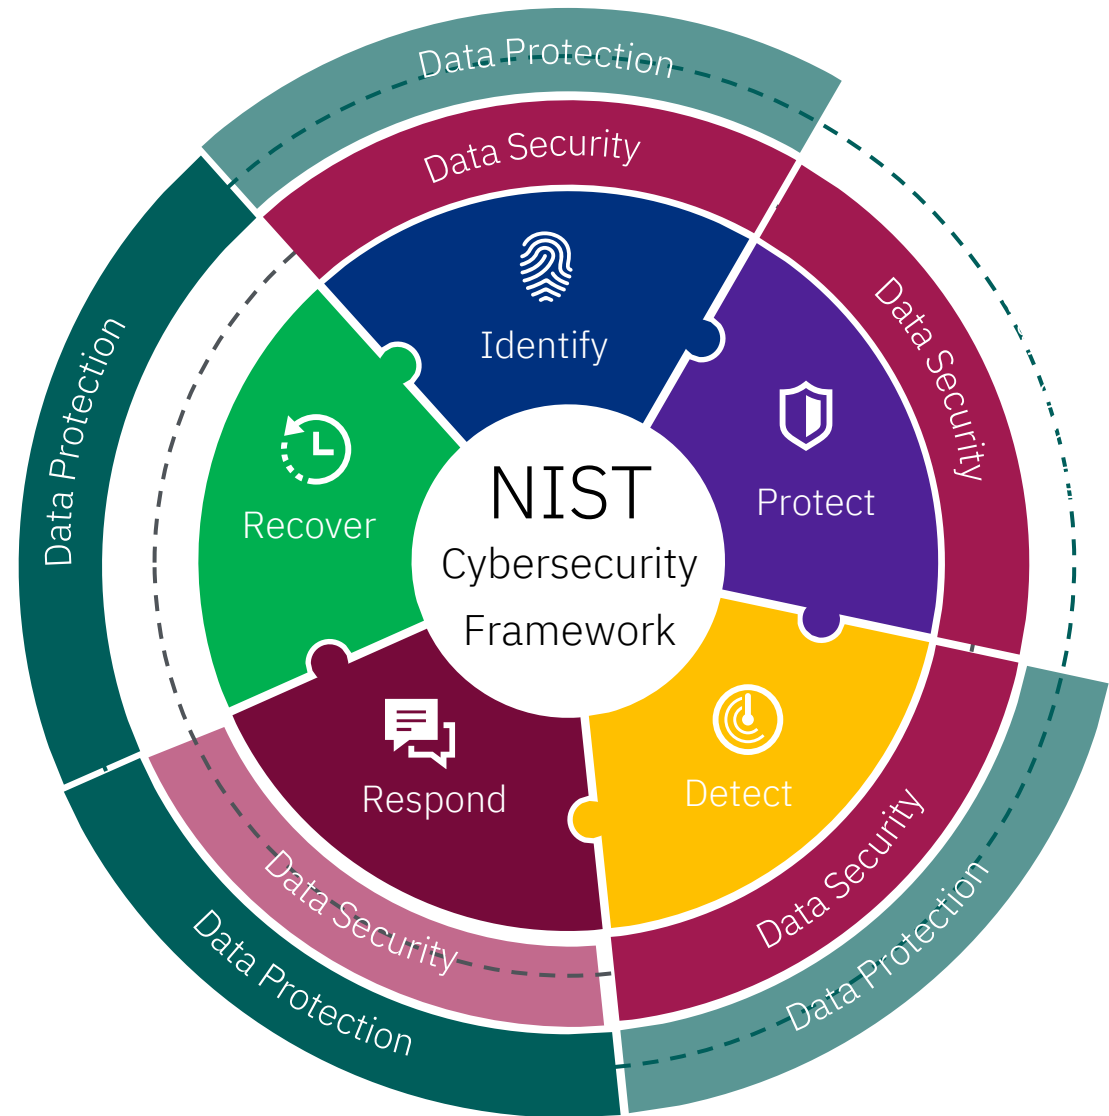 Data Protection
Data Security
Identify
Data Security
Protect
Data Protection
Recover
NIST
Cybersecurity
Framework
Respond
Detect
Data Security
Data Protection
Data Security
Data Protection